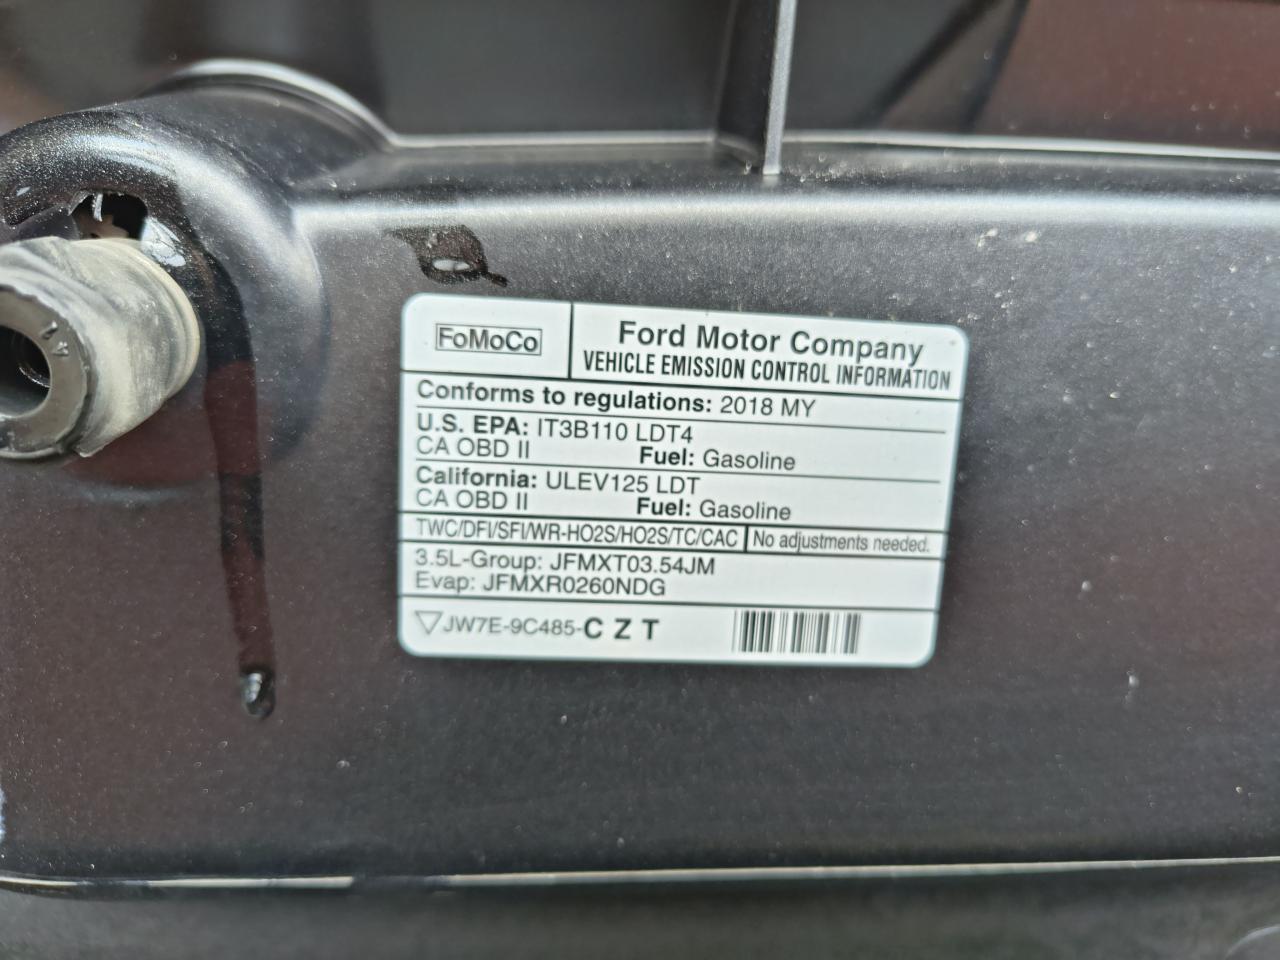 FoMoCo
Ford Motor Company
VEHICLE EMISSION CONTROL INFORMATION
Conforms to regulations: 2018 MY
U.S. EPA: IT3B110 LDT4
CA OBD II Fuel: Gasoline
California: ULEV125 LDT
CA OBD II Fuel: Gasoline
TWC/DFI/SFI/WR-HO2S/HO2S/TC/CAC No adjustments needed.
3.5L-Group: JFMXT03.54JM
Evap: JFMXR0260NDG
JW7E-9C485-C Z T